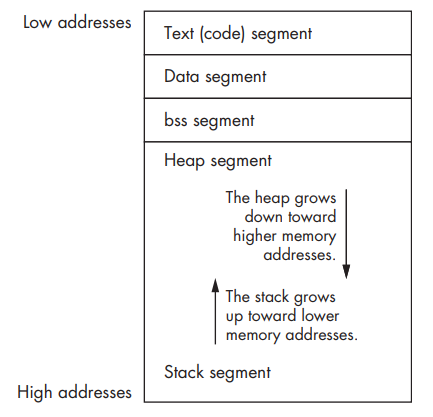 Low addresses
Text (code) segment
Data segment
bss segment
Heap segment
The heap grows
down toward
higher memory
addresses.
The stack grows
up toward lower
memory addresses.
Stack segment
High addresses